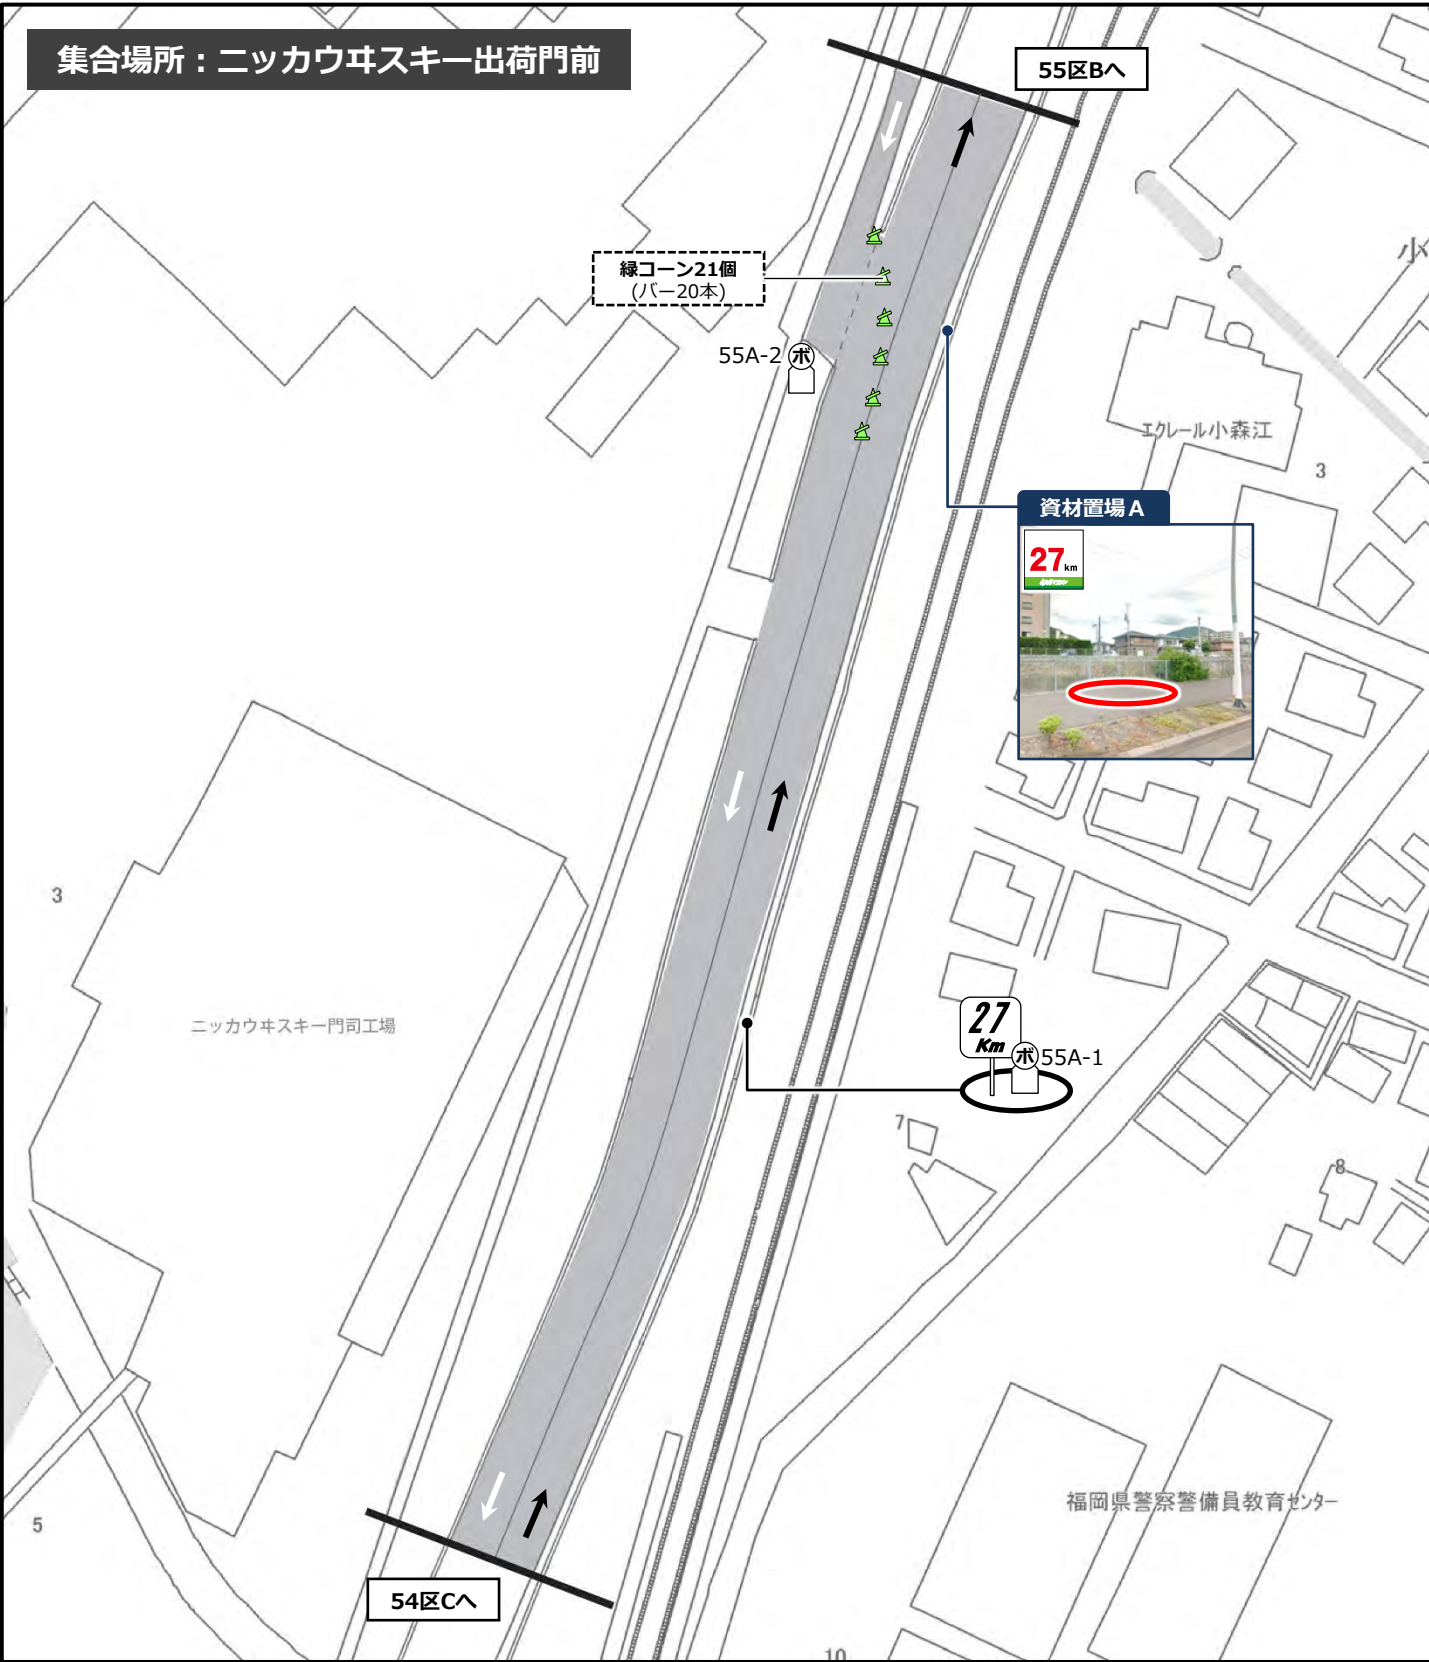 集合場所：ニッカウヰスキー出荷門前
55区Bへ
小
緑コーン21個
(バー20本)
55A-2
ボ
エクレール小森江
3
資材置場A
27km
3
ニッカウヰスキー門司工場
27
Km
ボ
55A-1
7
8
福岡県警察警備員教育センター
5
54区Cへ
10